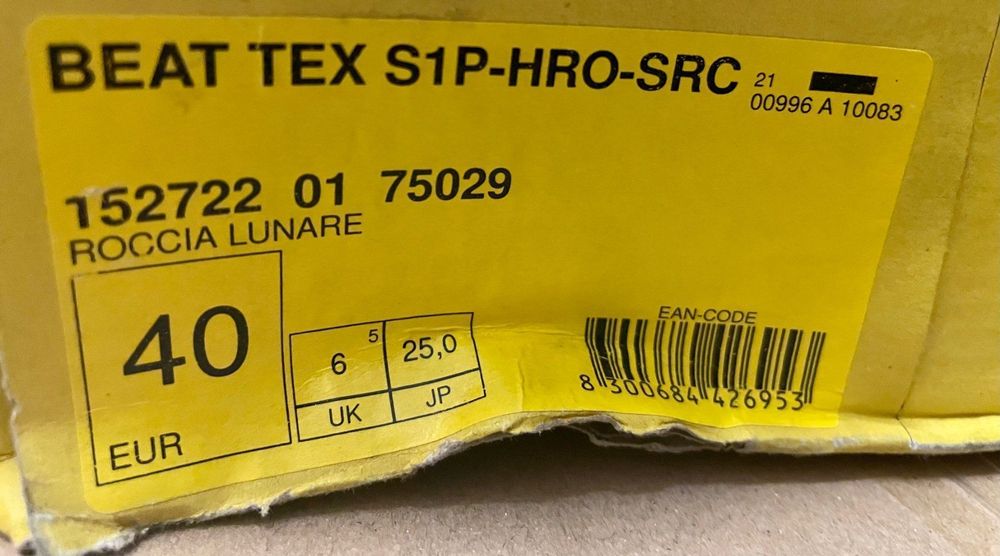 BEAT TEX S1P-HRO-SRC
21
00996 A 10083
152722 01 75029
ROCCIA LUNARE
40
EUR
6 5
UK
25,0
JP
EAN-CODE
8 300684 426953